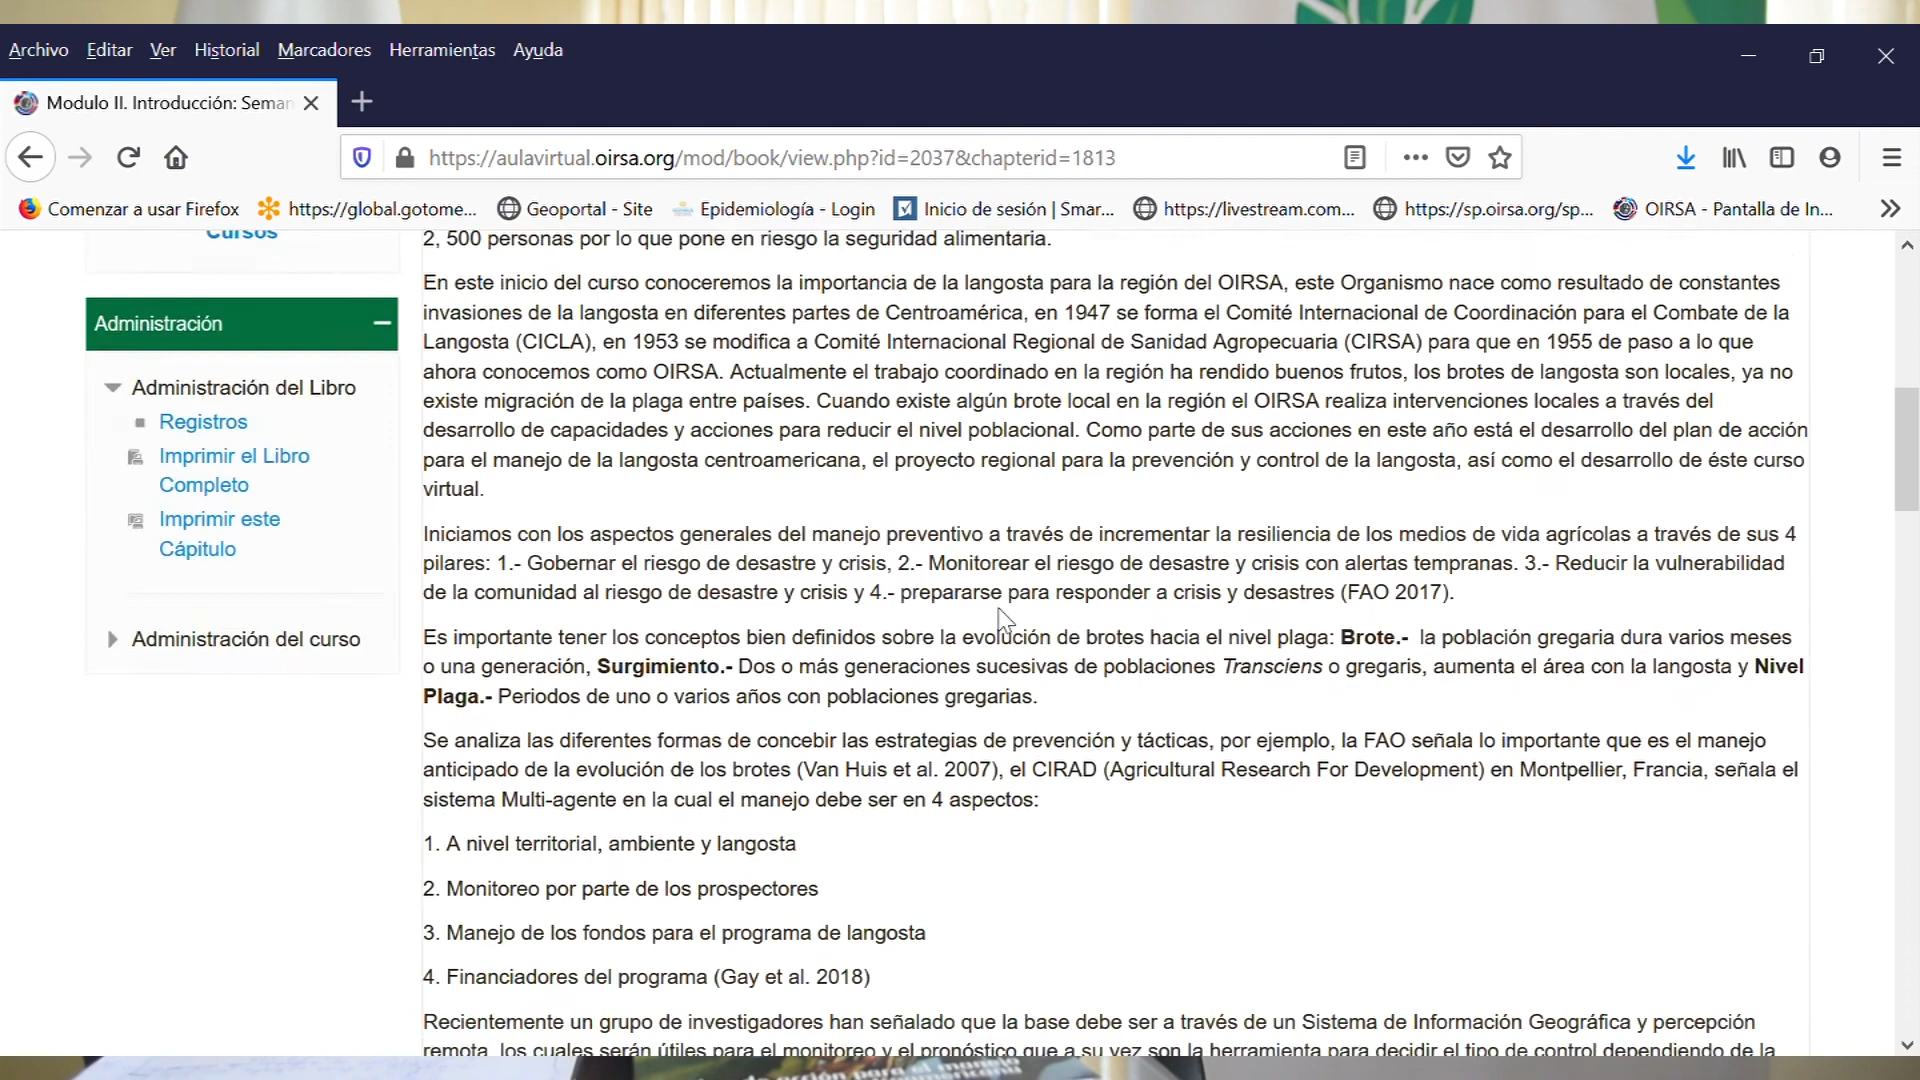 Archivo Editar Ver Historial Marcadores Herramientas Ayuda
Modulo II. Introducción: Seman
https://aulavirtual.oirsa.org/mod/book/view.php?id=2037&chapterid=1813
Comenzar a usar Firefox https://global.gotome... Geoportal - Site Epidemiología - Login Inicio de sesión | Smar... https://livestream.com... https://sp.oirsa.org/sp... OIRSA - Pantalla de In...
Cursos
Administración
Administración del Libro
Registros
Imprimir el Libro
Completo
Imprimir este
Cápitulo
Administración del curso
2, 500 personas por lo que pone en riesgo la seguridad alimentaria.
En este inicio del curso conoceremos la importancia de la langosta para la región del OIRSA, este Organismo nace como resultado de constantes
invasiones de la langosta en diferentes partes de Centroamérica, en 1947 se forma el Comité Internacional de Coordinación para el Combate de la
Langosta (CICLA), en 1953 se modifica a Comité Internacional Regional de Sanidad Agropecuaria (CIRSA) para que en 1955 de paso a lo que
ahora conocemos como OIRSA. Actualmente el trabajo coordinado en la región ha rendido buenos frutos, los brotes de langosta son locales, ya no
existe migración de la plaga entre países. Cuando existe algún brote local en la región el OIRSA realiza intervenciones locales a través del
desarrollo de capacidades y acciones para reducir el nivel poblacional. Como parte de sus acciones en este año está el desarrollo del plan de acción
para el manejo de la langosta centroamericana, el proyecto regional para la prevención y control de la langosta, así como el desarrollo de éste curso
virtual.
Iniciamos con los aspectos generales del manejo preventivo a través de incrementar la resiliencia de los medios de vida agrícolas a través de sus 4
pilares: 1.- Gobernar el riesgo de desastre y crisis, 2.- Monitorear el riesgo de desastre y crisis con alertas tempranas. 3.- Reducir la vulnerabilidad
de la comunidad al riesgo de desastre y crisis y 4.- prepararse para responder a crisis y desastres (FAO 2017).
Es importante tener los conceptos bien definidos sobre la evolución de brotes hacia el nivel plaga: Brote.- la población gregaria dura varios meses
o una generación, Surgimiento.- Dos o más generaciones sucesivas de poblaciones Transciens o gregaris, aumenta el área con la langosta y Nivel
Plaga.- Periodos de uno o varios años con poblaciones gregarias.
Se analiza las diferentes formas de concebir las estrategias de prevención y tácticas, por ejemplo, la FAO señala lo importante que es el manejo
anticipado de la evolución de los brotes (Van Huis et al. 2007), el CIRAD (Agricultural Research For Development) en Montpellier, Francia, señala el
sistema Multi-agente en la cual el manejo debe ser en 4 aspectos:
1. A nivel territorial, ambiente y langosta
2. Monitoreo por parte de los prospectores
3. Manejo de los fondos para el programa de langosta
4. Financiadores del programa (Gay et al. 2018)
Recientemente un grupo de investigadores han señalado que la base debe ser a través de un Sistema de Información Geográfica y percepción
remota, los cuales serán útiles para el monitoreo y el pronóstico que a su vez son la herramienta para decidir el tipo de control dependiendo de la